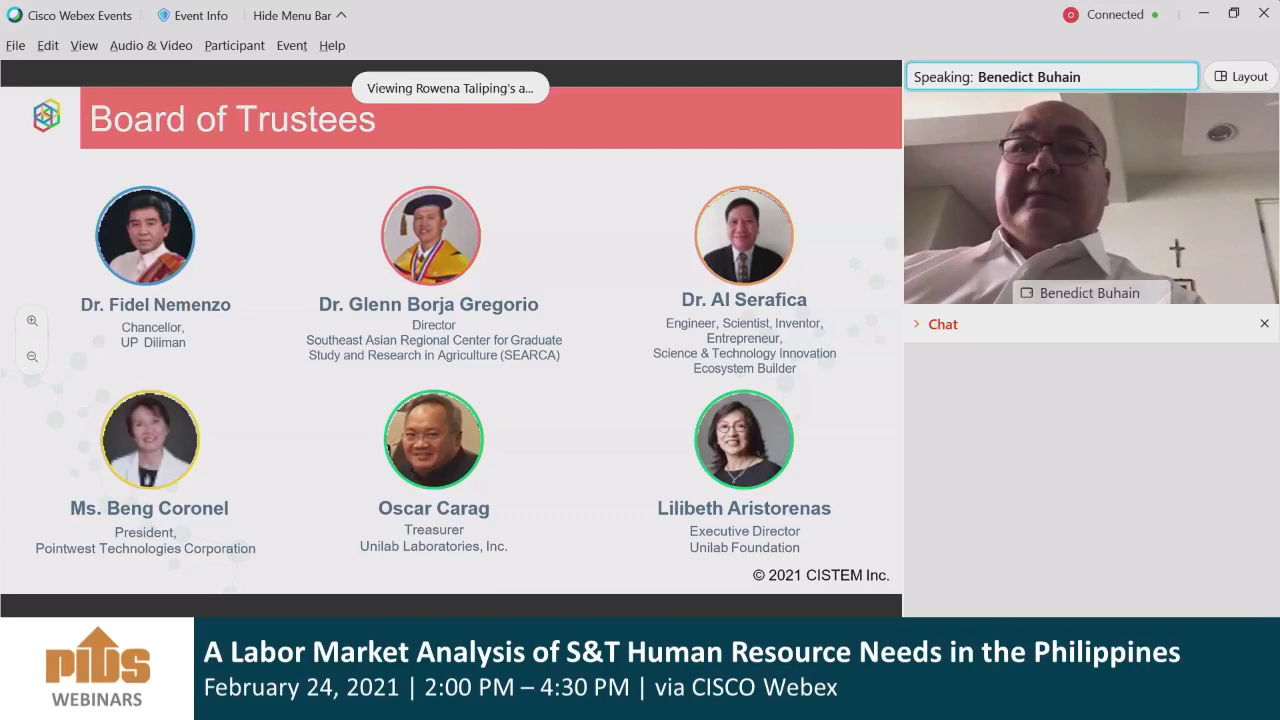 Cisco Webex Events
Event Info
Hide Menu Bar
Connected
File Edit View Audio & Video Participant Event Help
Viewing Rowena Taliping's a...
Speaking: Benedict Buhain
Layout
Board of Trustees
Dr. Fidel Nemenzo
Chancellor,
UP Diliman
Dr. Glenn Borja Gregorio
Director
Southeast Asian Regional Center for Graduate
Study and Research in Agriculture (SEARCA)
Dr. Al Serafica
Engineer, Scientist, Inventor,
Entrepreneur,
Science & Technology Innovation
Ecosystem Builder
Ms. Beng Coronel
President,
Pointwest Technologies Corporation
Oscar Carag
Treasurer
Unilab Laboratories, Inc.
Lilibeth Aristorenas
Executive Director
Unilab Foundation
© 2021 CISTEM Inc.
Benedict Buhain
Chat
PIDS
WEBINARS
A Labor Market Analysis of S&T Human Resource Needs in the Philippines
February 24, 2021 | 2:00 PM – 4:30 PM | via CISCO Webex